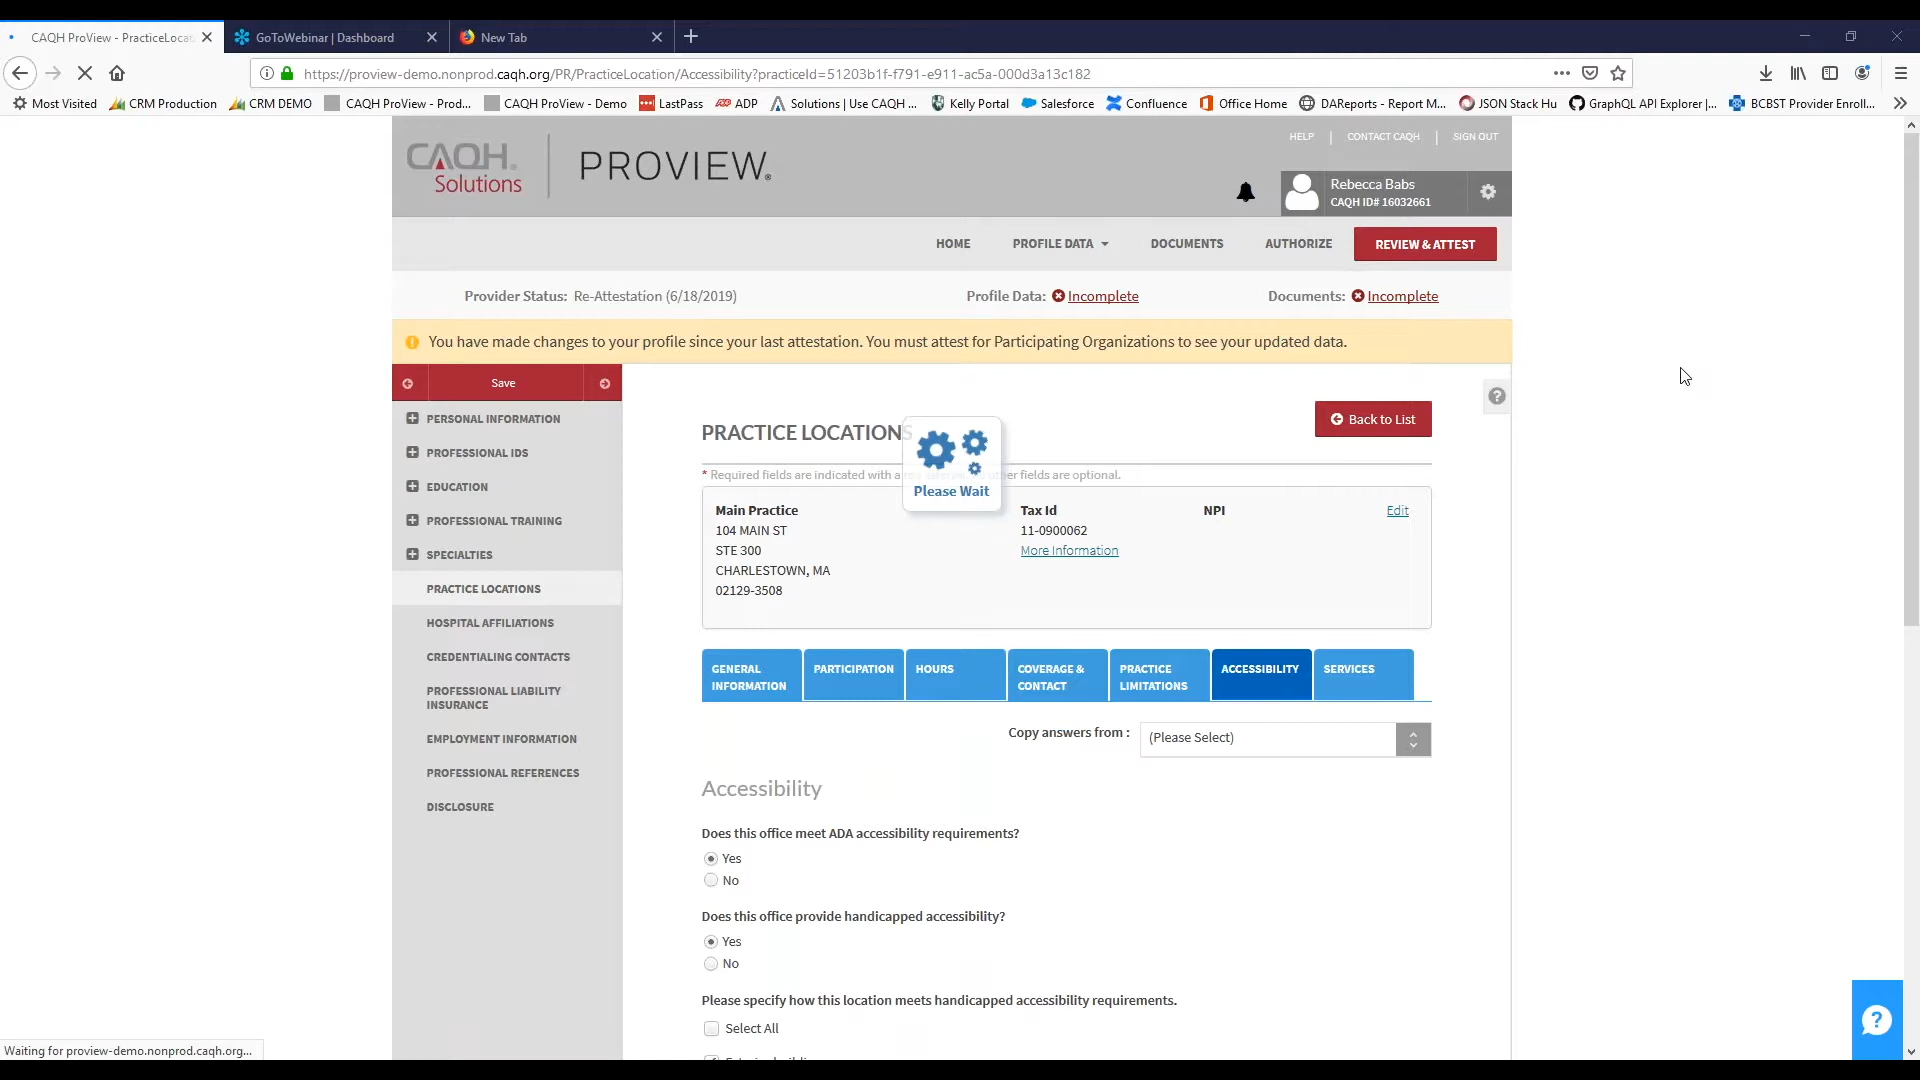 CAQH ProView - PracticeLocat
GoToWebinar | Dashboard
New Tab
https://proview-demo.nonprod.caqh.org/PR/PracticeLocation/Accessibility?practiceId=51203b1f-f791-e911-ac5a-000d3a13c182
Most Visited
CRM Production
CRM DEMO
CAQH ProView - Prod...
CAQH ProView - Demo
LastPass
ADP
Solutions | Use CAQH ...
Kelly Portal
Salesforce
Confluence
Office Home
DAReports - Report M...
JSON Stack Hu
GraphQL API Explorer |...
BCBST Provider Enroll...
CAQH
Solutions
PROVIEW
HELP | CONTACT CAQH | SIGN OUT
Rebecca Babs
CAQH ID# 16032661
HOME
PROFILE DATA
DOCUMENTS
AUTHORIZE
REVIEW & ATTEST
Provider Status: Re-Attestation (6/18/2019)
Profile Data: Incomplete
Documents: Incomplete
You have made changes to your profile since your last attestation. You must attest for Participating Organizations to see your updated data.
Save
PERSONAL INFORMATION
PROFESSIONAL IDS
EDUCATION
PROFESSIONAL TRAINING
SPECIALTIES
PRACTICE LOCATIONS
HOSPITAL AFFILIATIONS
CREDENTIALING CONTACTS
PROFESSIONAL LIABILITY
INSURANCE
EMPLOYMENT INFORMATION
PROFESSIONAL REFERENCES
DISCLOSURE
PRACTICE LOCATIONS
Back to List
Please Wait
* Required fields are indicated with a other fields are optional.
Main Practice
104 MAIN ST
STE 300
CHARLESTOWN, MA
02129-3508
Tax Id
11-0900062
More Information
NPI
Edit
GENERAL
INFORMATION
PARTICIPATION
HOURS
COVERAGE &
CONTACT
PRACTICE
LIMITATIONS
ACCESSIBILITY
SERVICES
Copy answers from :
(Please Select)
Accessibility
Does this office meet ADA accessibility requirements?
Yes
No
Does this office provide handicapped accessibility?
Yes
No
Please specify how this location meets handicapped accessibility requirements.
Select All
Waiting for proview-demo.nonprod.caqh.org...